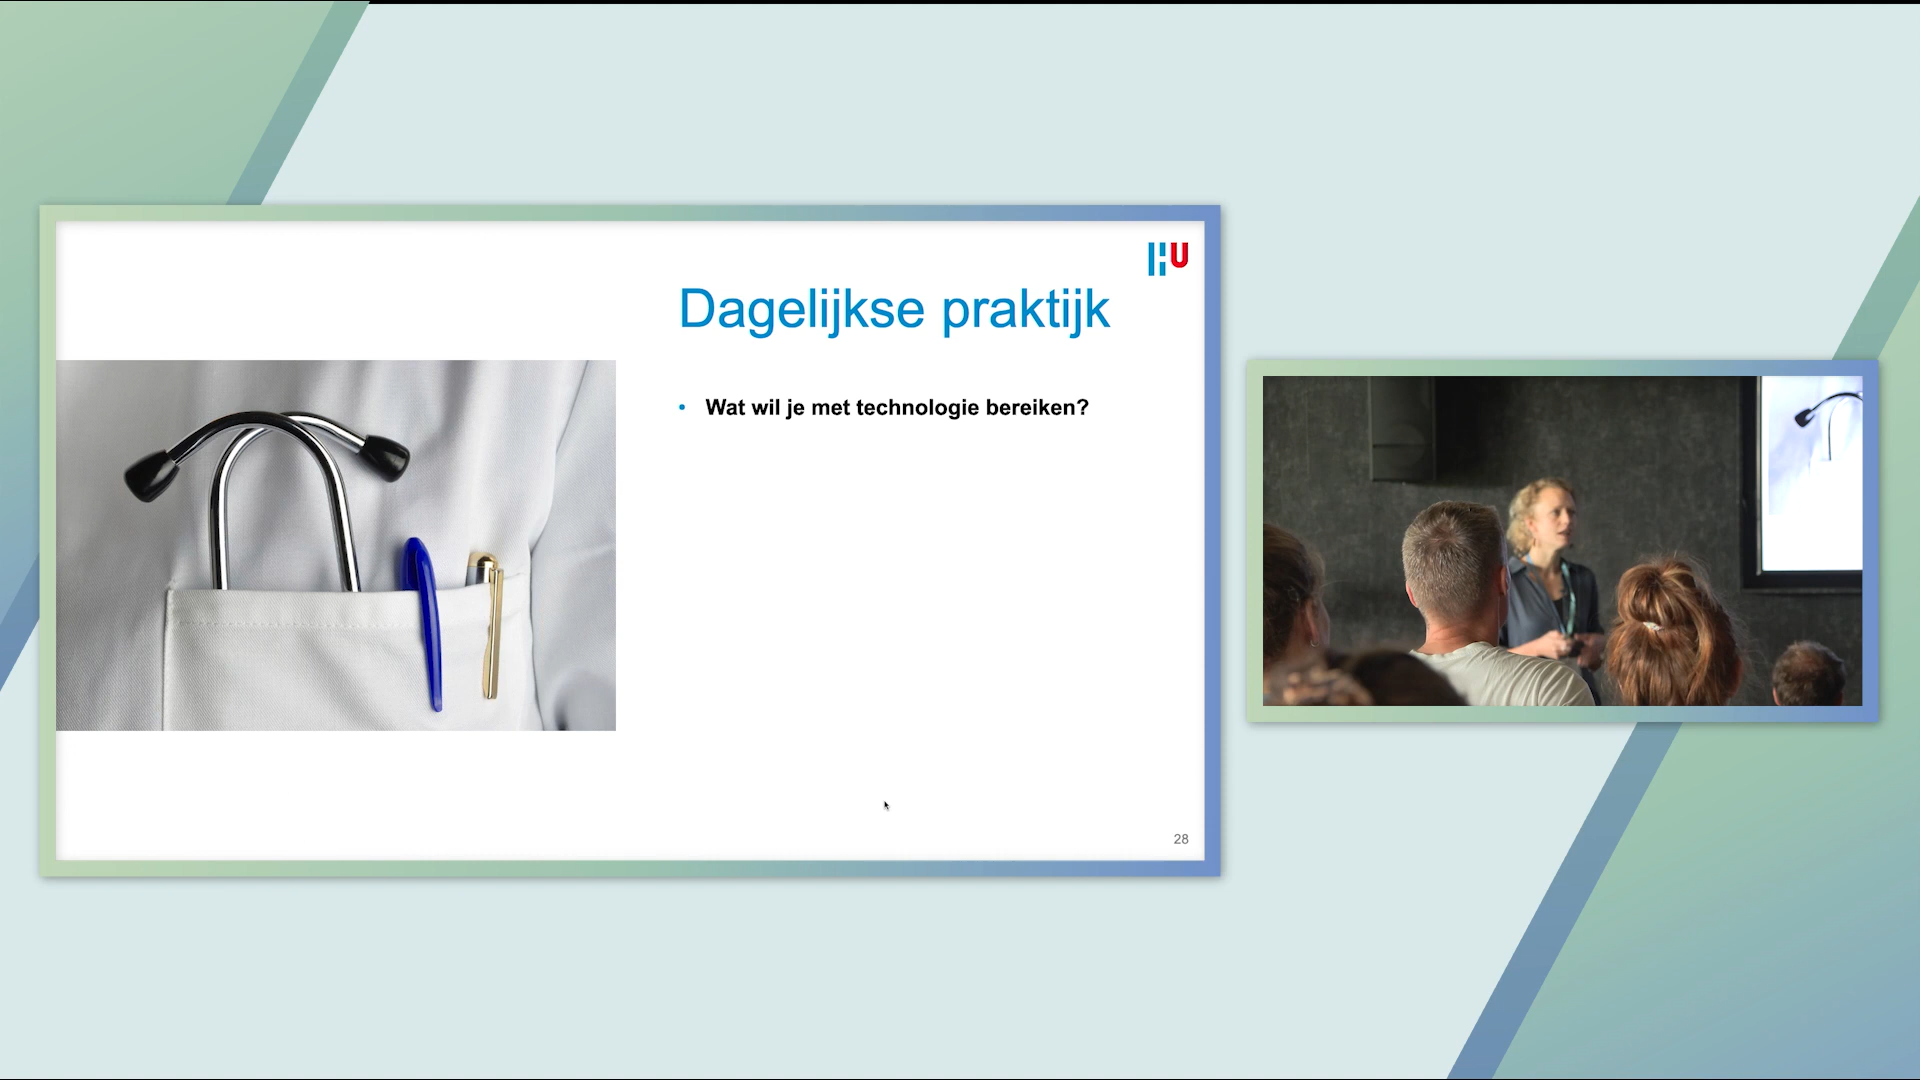 HU
Dagelijkse praktijk
• Wat wil je met technologie bereiken?
28